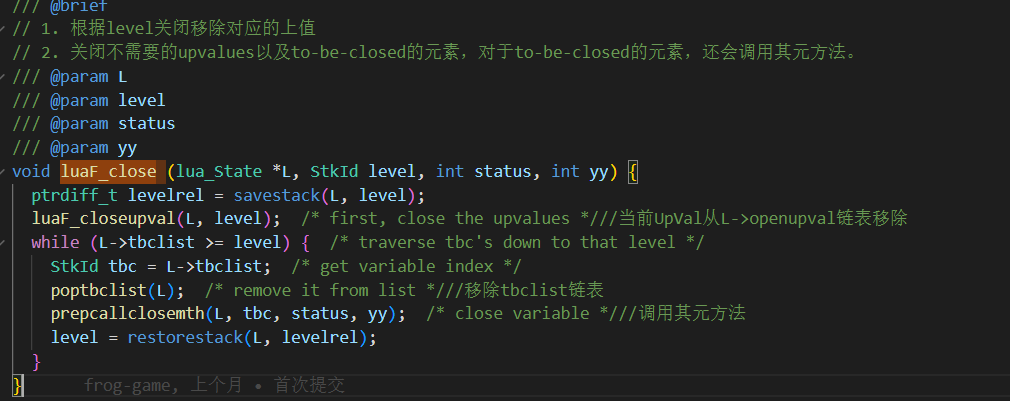 /// @brief
// 1. 根据level关闭移除对应的上值
// 2. 关闭不需要的upvalues以及to-be-closed的元素，对于to-be-closed的元素，还会调用其元方法。
/// @param L
/// @param level
/// @param status
/// @param yy
void luaF_close (lua_State *L, StkId level, int status, int yy) {
  ptrdiff_t levelrel = savestack(L, level);
  luaF_closeupval(L, level);  /* first, close the upvalues *///当前UpVal从L->openupval链表移除
  while (L->tbclist >= level) {  /* traverse tbc's down to that level */
    StkId tbc = L->tbclist;  /* get variable index */
    poptbclist(L);  /* remove it from list *///移除tbclist链表
    prepcallclosemth(L, tbc, status, yy);  /* close variable *///调用其元方法
    level = restorestack(L, levelrel);
  }
}      frog-game, 上个月 • 首次提交